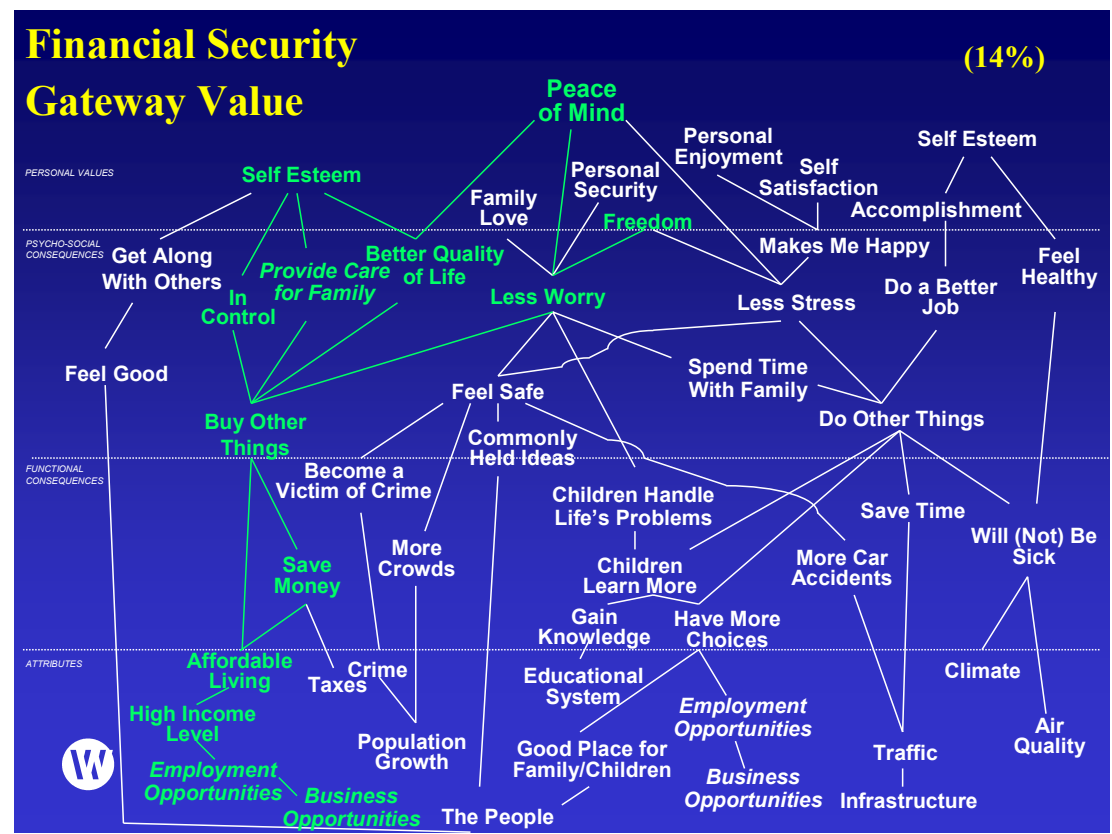 Financial Security
Gateway Value
(14%)
Peace
of Mind
Personal
Enjoyment
Self Esteem
PERSONAL VALUES
Self Esteem
Personal
Security
Self
Satisfaction
Family
Love
Freedom
Accomplishment
PSYCHO-SOCIAL
CONSEQUENCES
Get Along
With Others
Better Quality
of Life
Makes Me Happy
Feel
Healthy
Provide Care
for Family
In
Control
Less Worry
Less Stress
Do a Better
Job
Feel Good
Spend Time
With Family
Feel Safe
Buy Other
Things
Do Other Things
Commonly
Held Ideas
FUNCTIONAL
CONSEQUENCES
Become a
Victim of Crime
Children Handle
Life's Problems
Save Time
Will (Not) Be
Sick
More
Crowds
More Car
Accidents
Save
Money
Children
Learn More
Gain
Knowledge
Have More
Choices
ATTRIBUTES
Affordable
Living
Taxes
Crime
Educational
System
Climate
High Income
Level
Employment
Opportunities
Population
Growth
Good Place for
Family/Children
Traffic
Air
Quality
W
Employment
Opportunities
Business
Opportunities
Business
Opportunities
The People
Infrastructure